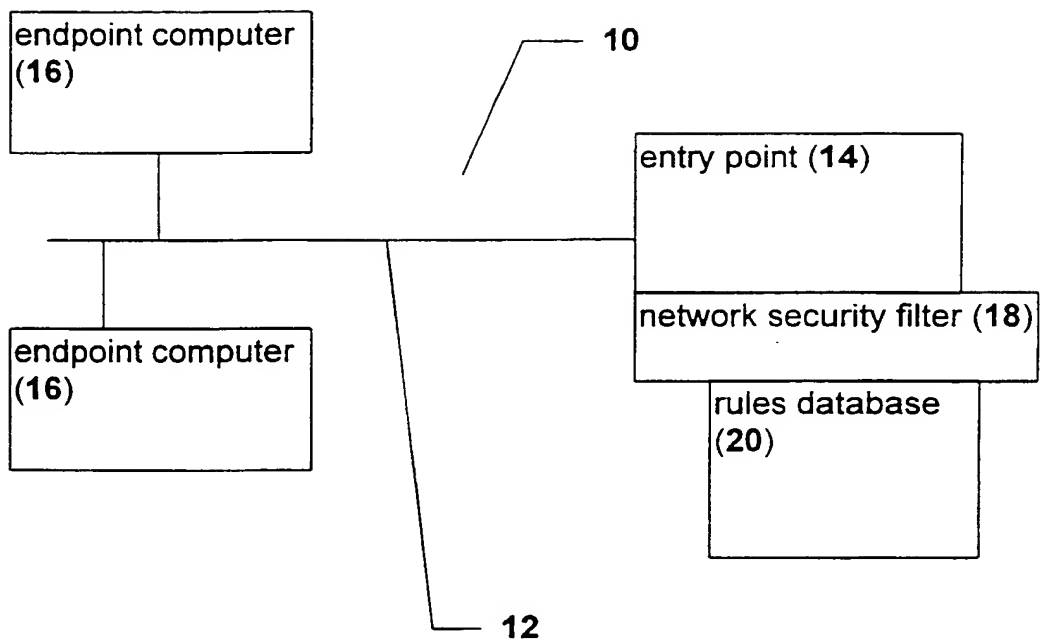 endpoint computer
(16)
10
entry point (14)
network security filter (18)
endpoint computer
(16)
rules database
(20)
12